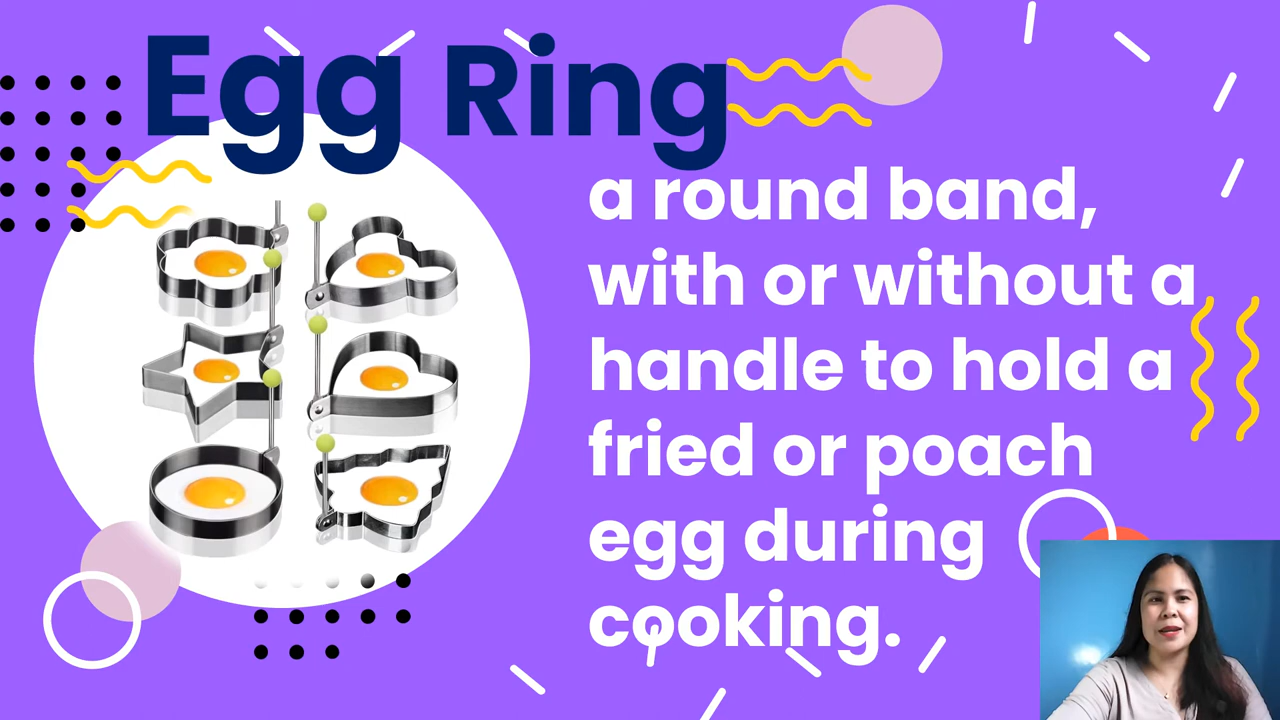 Egg Ring
a round band,
with or without a
handle to hold a
fried or poach
egg during
cooking.